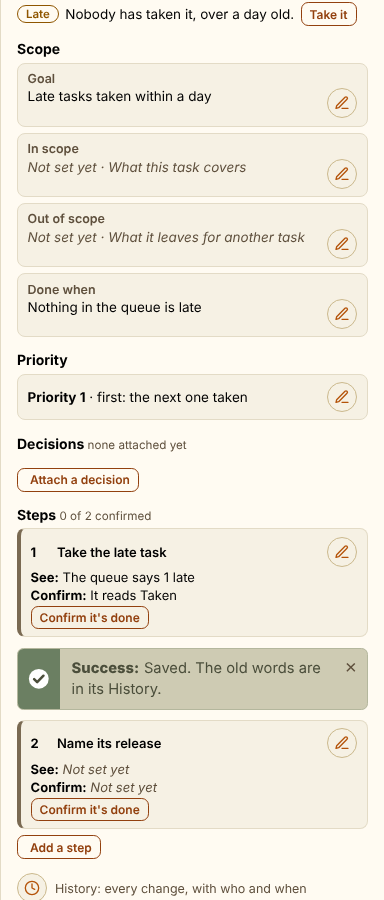 Late Nobody has taken it, over a day old. Take it
Scope
Goal
Late tasks taken within a day
In scope
Not set yet · What this task covers
Out of scope
Not set yet · What it leaves for another task
Done when
Nothing in the queue is late
Priority
Priority 1 · first: the next one taken
Decisions none attached yet
Attach a decision
Steps 0 of 2 confirmed
1 Take the late task
See: The queue says 1 late
Confirm: It reads Taken
Confirm it's done
Success: Saved. The old words are
in its History.
2 Name its release
See: Not set yet
Confirm: Not set yet
Confirm it's done
Add a step
History: every change, with who and when